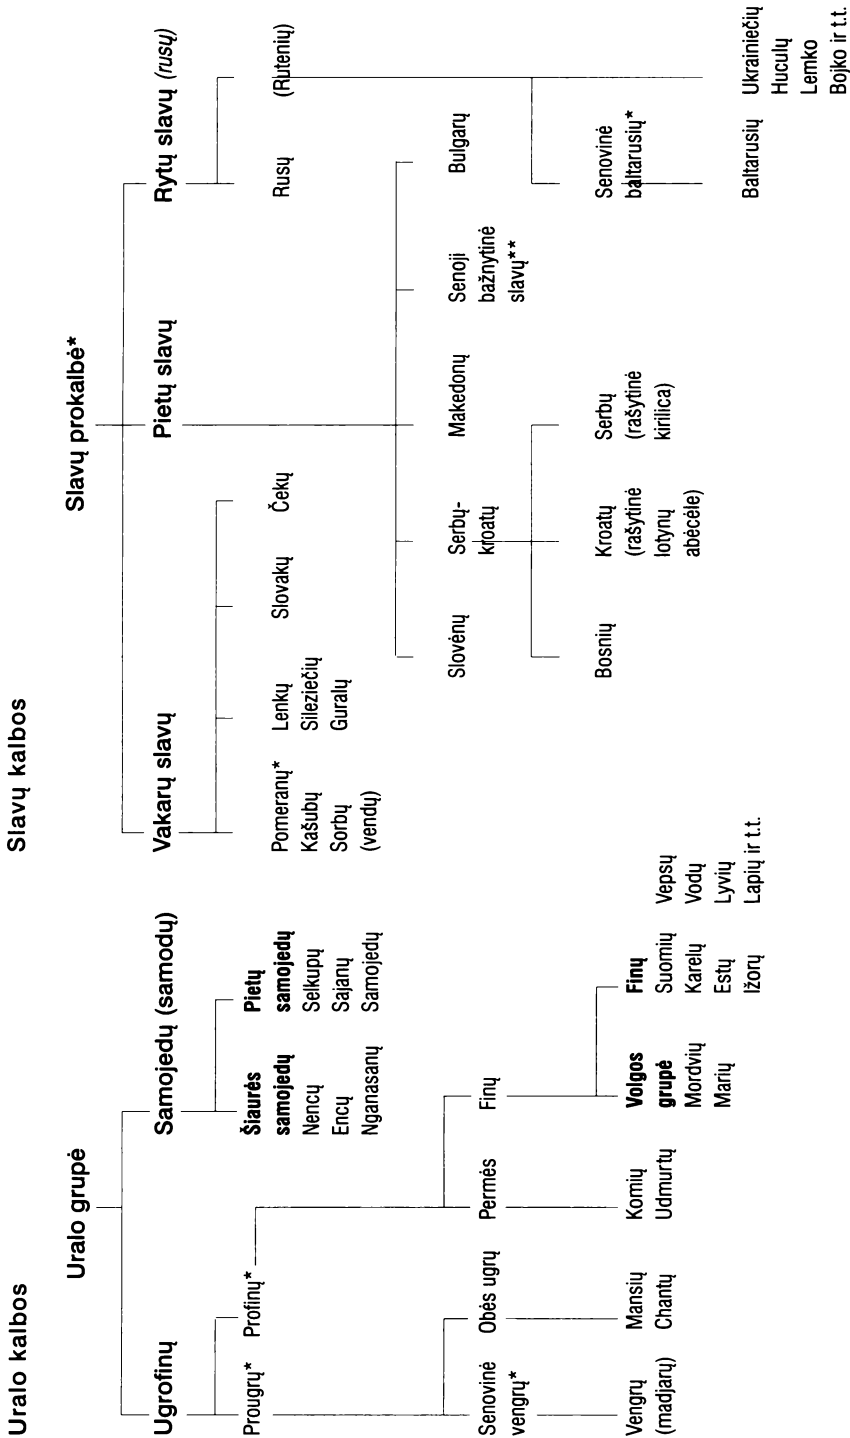 Uralo kalbos
Uralo grupė
Ugrofinų
Samojedų (samodų)
Prougrų*
Profinų*
Šiaurės
samojedų
Nencų
Encų
Nganasanų
Pietų
samojedų
Selkupų
Sajanų
Samojedų
Senovinė
vengrų*
Obės ugrų
Permės
Finų
Vengrų
(madjarų)
Mansių
Chantų
Komių
Udmurtų
Volgos
grupė
Mordvių
Marių
Finų
Suomių
Karelų
Estų
Ižorų
Vepsų
Vodų
Lyvių
Lapių ir t.t.
Slavų kalbos
Slavų prokalbė*
Vakarų slavų
Pietų slavų
Rytų slavų (rusų)
Pomeranų*
Kašubų
Sorbų
(vendų)
Lenkų
Sileziečių
Guralų
Slovakų
Čekų
Rusų
(Rutenių)
Slovėnų
Serbų-
kroatų
Makedonų
Senoji
bažnytinė
slavų**
Bulgarų
Bosnių
Kroatų
(rašytinė
lotynų
abėcėle)
Serbų
(rašytinė
kirilica)
Senovinė
baltarusių*
Baltarusių
Ukrainiečių
Huculų
Lemko
Bojko ir t.t.